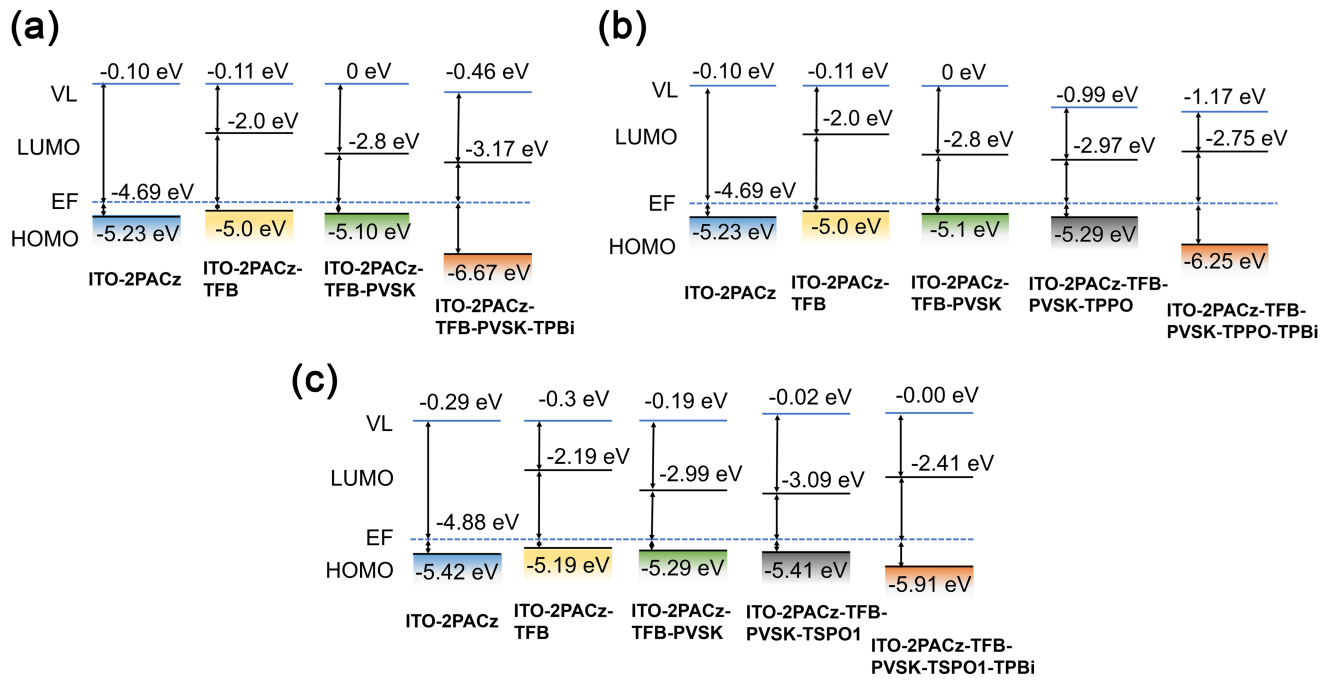 (a)
-0.10 eV -0.11 eV 0 eV -0.46 eV
VL
-2.0 eV
LUMO
-2.8 eV
-3.17 eV
-4.69 eV
EF
HOMO
-5.23 eV
-5.0 eV
-5.10 eV
-6.67 eV
ITO-2PACz
ITO-2PACz-
TFB
ITO-2PACz-
TFB-PVSK
ITO-2PACz-
TFB-PVSK-TPBi
(b)
-0.10 eV -0.11 eV 0 eV
-0.99 eV
-1.17 eV
VL
-2.0 eV
LUMO
-2.8 eV
-2.97 eV
-2.75 eV
-4.69 eV
EF
HOMO
-5.23 eV
-5.0 eV
-5.1 eV
-5.29 eV
-6.25 eV
ITO-2PACz
ITO-2PACz-
TFB
ITO-2PACz-
TFB-PVSK
ITO-2PACz-TFB-
PVSK-TPPO
ITO-2PACz-TFB-
PVSK-TPPO-TPBi
(c)
-0.29 eV -0.3 eV -0.19 eV -0.02 eV -0.00 eV
VL
-2.19 eV
LUMO
-2.99 eV
-3.09 eV
-2.41 eV
-4.88 eV
EF
HOMO
-5.42 eV
-5.19 eV
-5.29 eV
-5.41 eV
-5.91 eV
ITO-2PACz
ITO-2PACz-
TFB
ITO-2PACz-
TFB-PVSK
ITO-2PACz-TFB-
PVSK-TSPO1
ITO-2PACz-TFB-
PVSK-TSPO1-TPBi